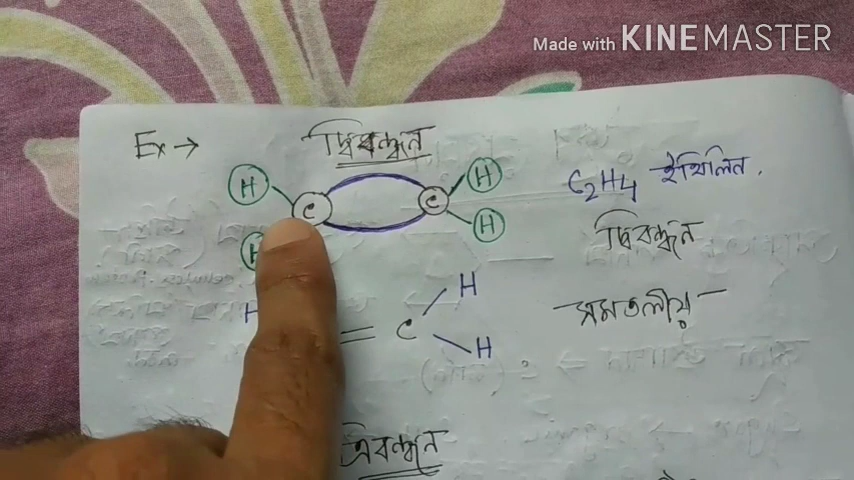 Made with KINEMASTER
Ex → দ্বিবন্ধন
H C C H
H H
C2H4 ইথিলিন.
দ্বিবন্ধন
H = C H
H
সমতলীয়
ত্রিবন্ধন